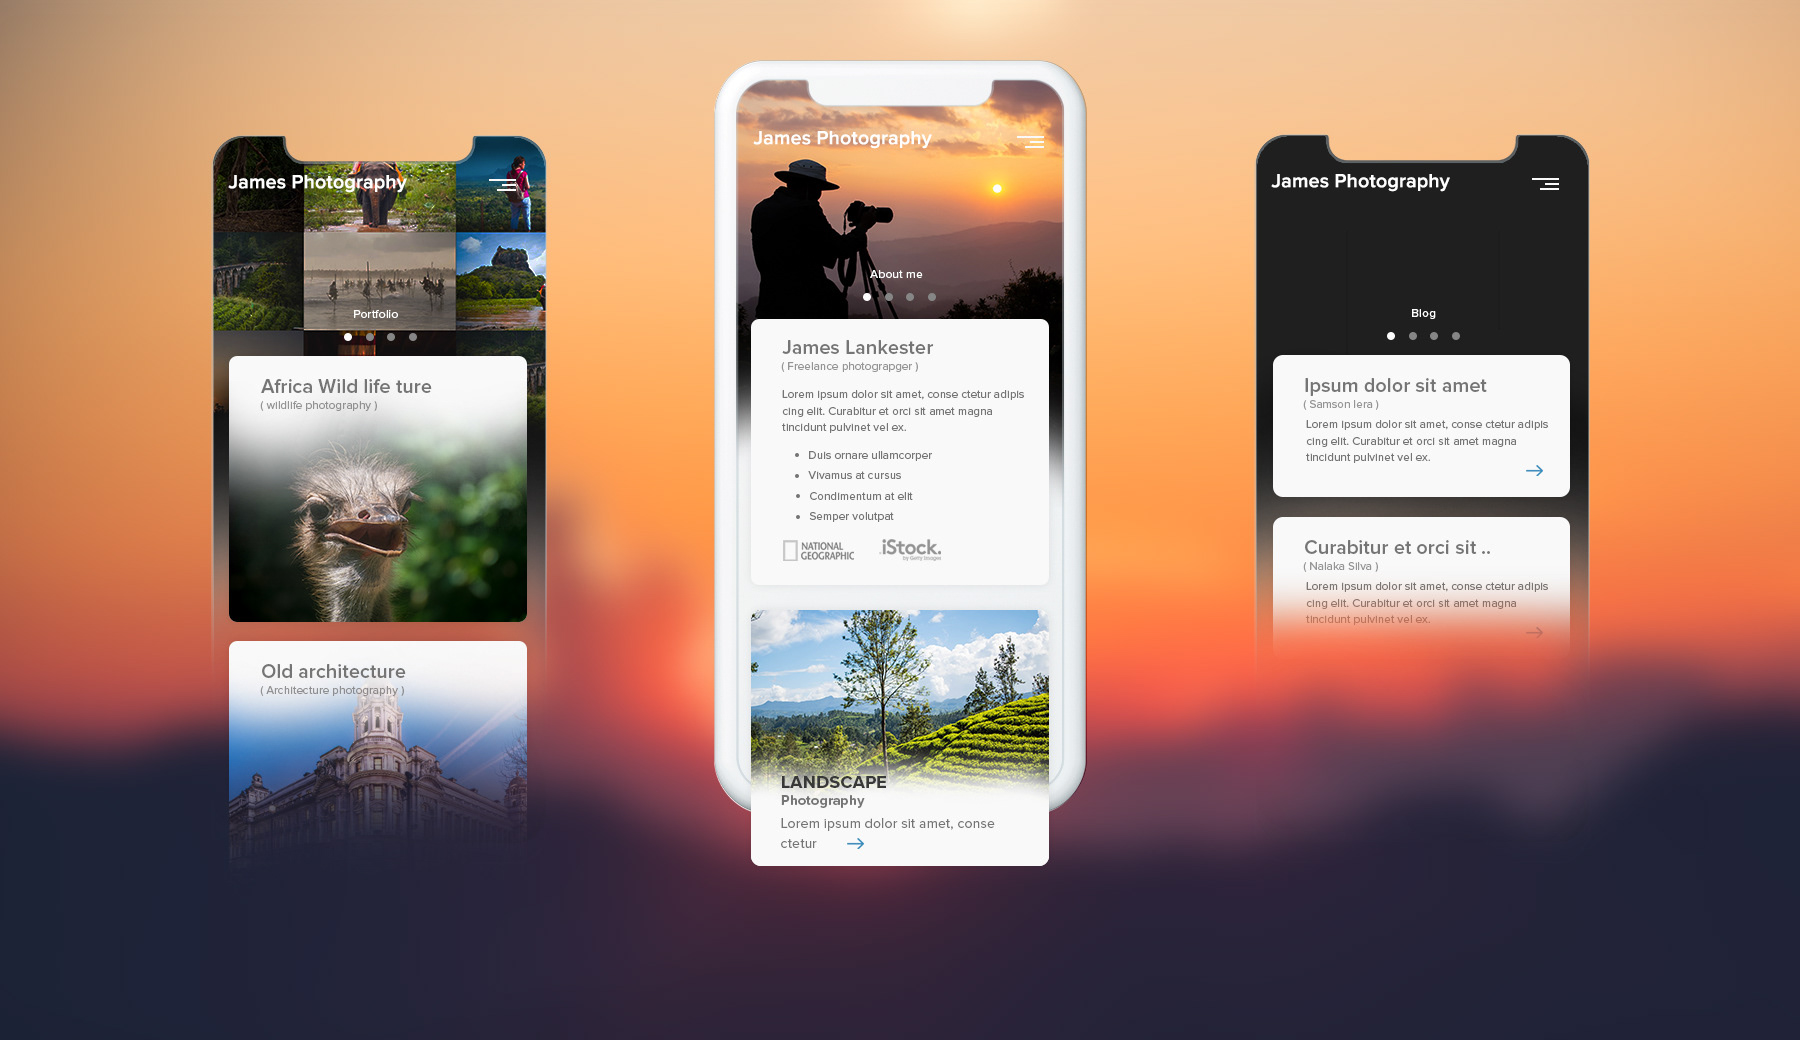 James Photography
Portfolio
Africa Wild life ture
( wildlife photography )
Old architecture
( Architecture photography )
James Photography
About me
James Lankester
( Freelance photograpger )
Lorem ipsum dolor sit amet, conse ctetur adipis
cing elit. Curabitur et orci sit amet magna
tincidunt pulvinet vel ex.
• Duis ornare ullamcorper
• Vivamus at cursus
• Condimentum at elit
• Semper volutpat
NATIONAL
GEOGRAPHIC
iStock.
by Getty Images
LANDSCAPE
Photography
Lorem ipsum dolor sit amet, conse
ctetur
James Photography
Blog
Ipsum dolor sit amet
( Samson lera )
Lorem ipsum dolor sit amet, conse ctetur adipis
cing elit. Curabitur et orci sit amet magna
tincidunt pulvinet vel ex.
Curabitur et orci sit ..
( Nalaka Silva )
Lorem ipsum dolor sit amet, conse ctetur adipis
cing elit. Curabitur et orci sit amet magna
tincidunt pulvinet vel ex.